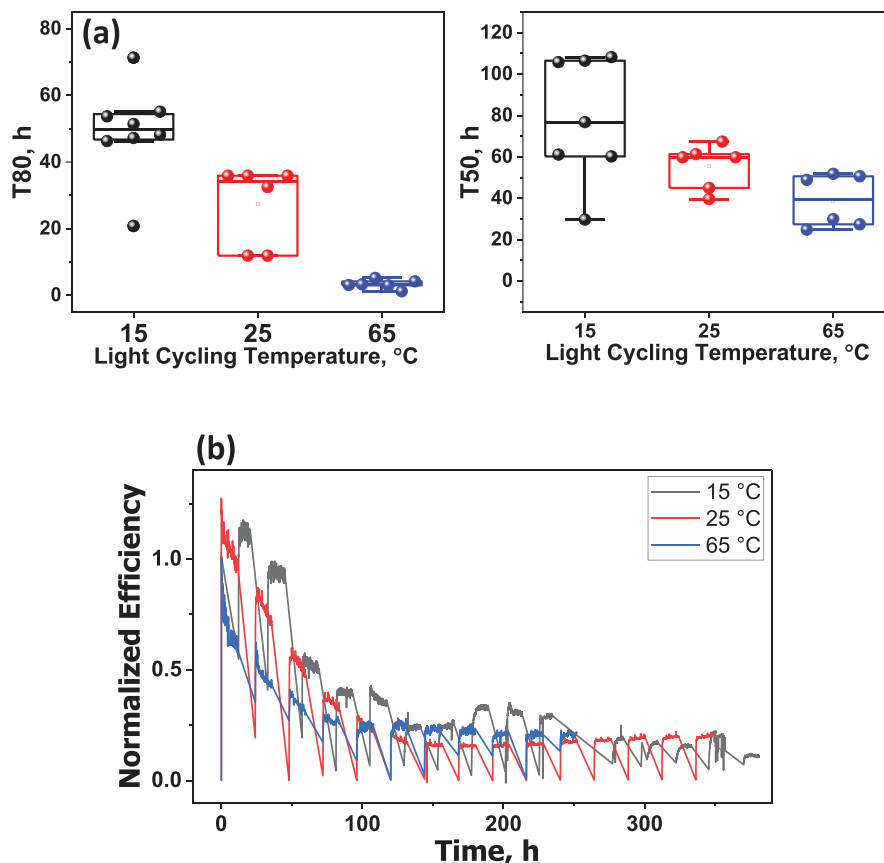 (a)
T80, h
60
40
20
0
15 25 65
Light Cycling Temperature, °C
T50, h
120
100
80
60
40
20
0
15 25 65
Light Cycling Temperature, °C
(b)
Normalized Efficiency
1.0
0.5
0.0
15 °C
25 °C
65 °C
0 100 200 300
Time, h